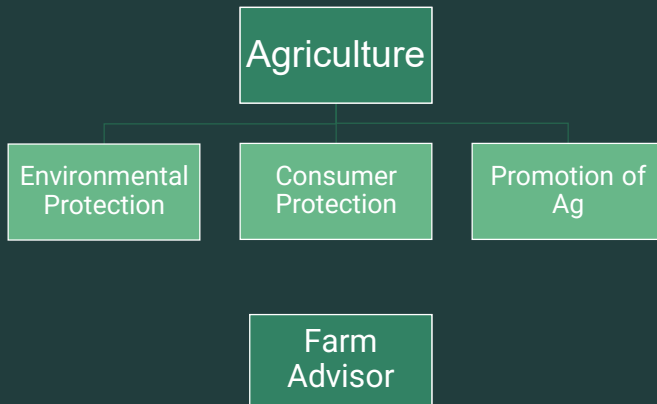 Agriculture
Environmental
Protection
Consumer
Protection
Promotion of
Ag
Farm
Advisor